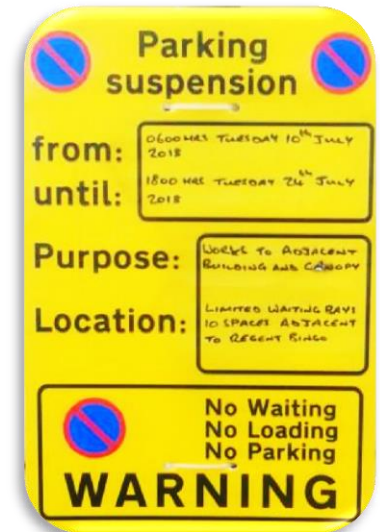 Parking
suspension
from: 0600 HRS TUESDAY 10th JULY
2018
until: 1800 HRS TUESDAY 24th JULY
2018
Purpose: WORKS TO ADJACENT
BUILDING AND CANOPY
Location: LIMITED WAITING BAYS
10 SPACES ADJACENT
TO REGENT BINGO
No Waiting
No Loading
No Parking
WARNING